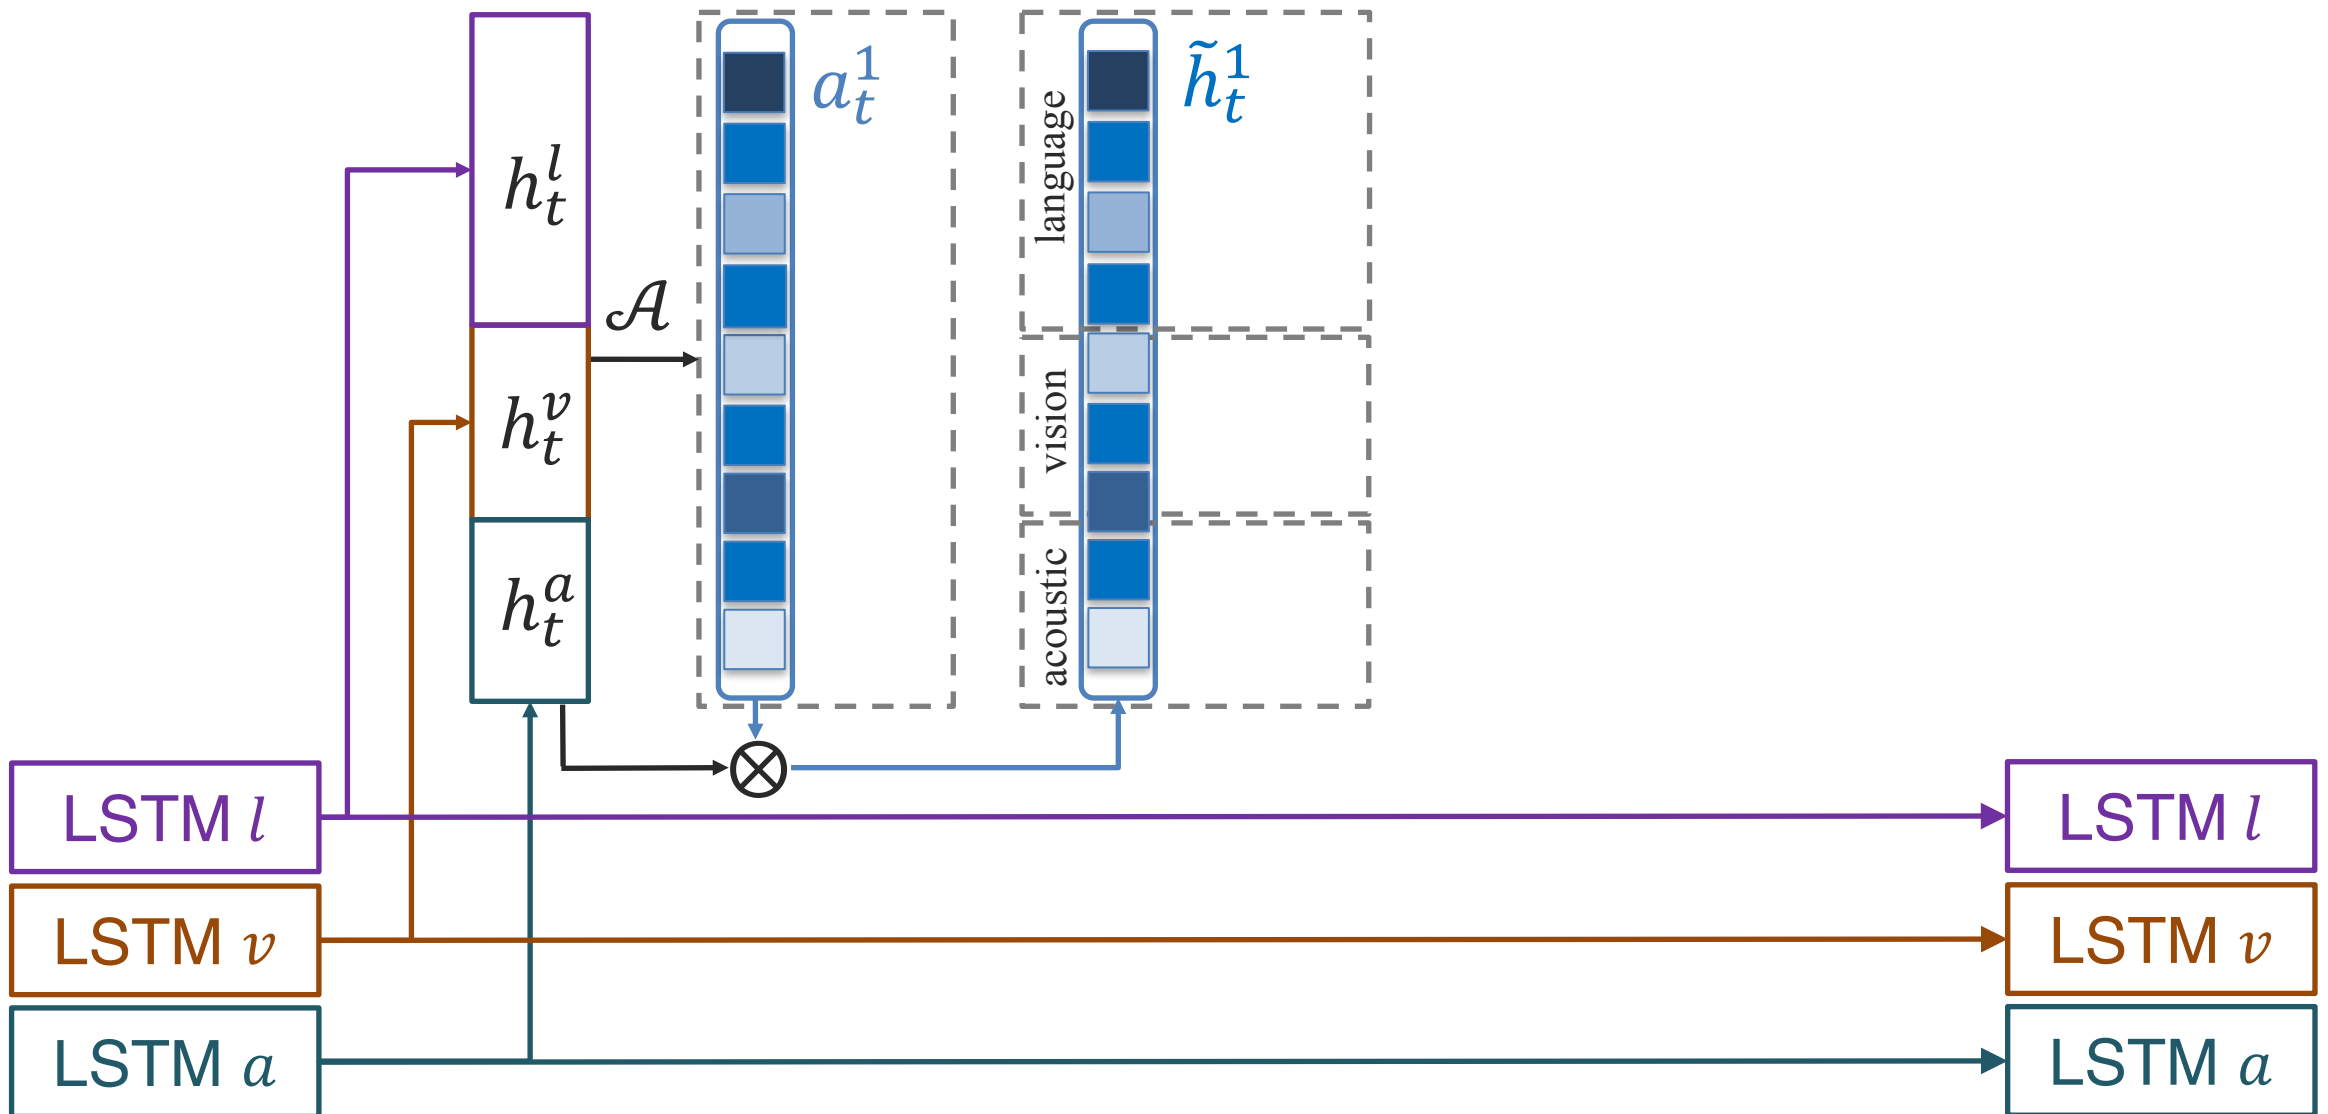 h_t^l
h_t^v
h_t^a
𝒜
a_t^1
h̃_t^1
language
vision
acoustic
LSTM l
LSTM v
LSTM a
LSTM l
LSTM v
LSTM a